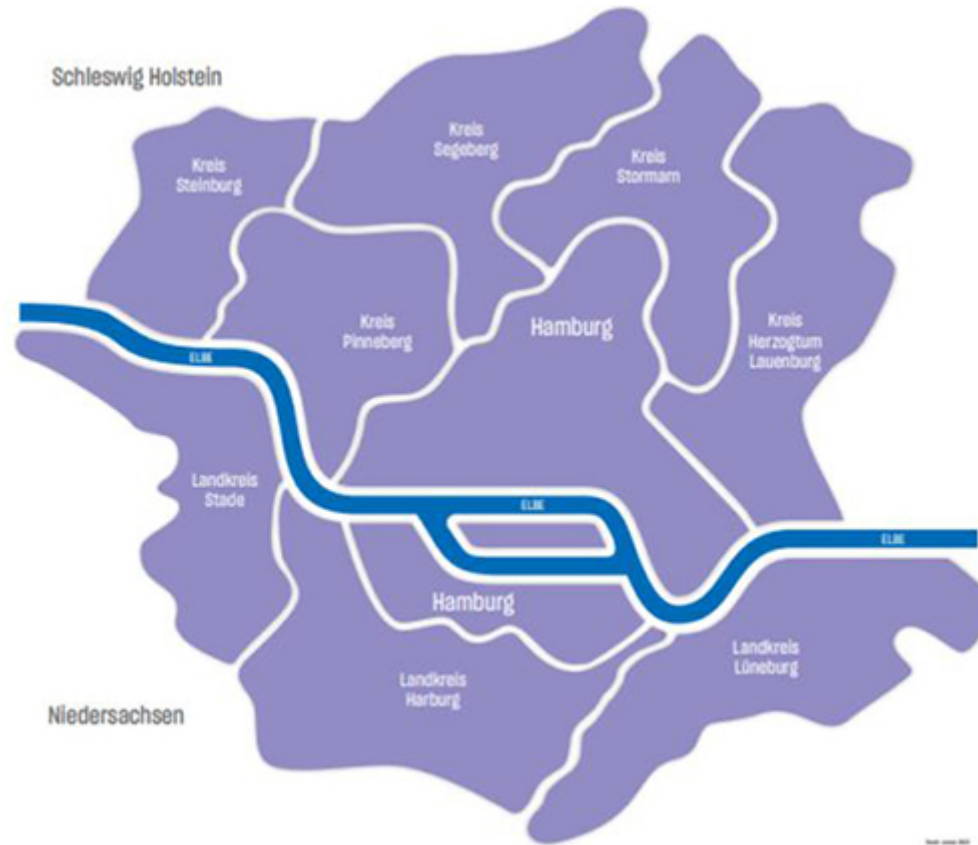 Schleswig Holstein
Kreis
Segeberg
Kreis
Stormarn
Kreis
Steinburg
Kreis
Pinneberg
Hamburg
Kreis
Herzogtum
Lauenburg
ELBE
Landkreis
Stade
ELBE
ELBE
Hamburg
Landkreis
Lüneburg
Landkreis
Harburg
Niedersachsen